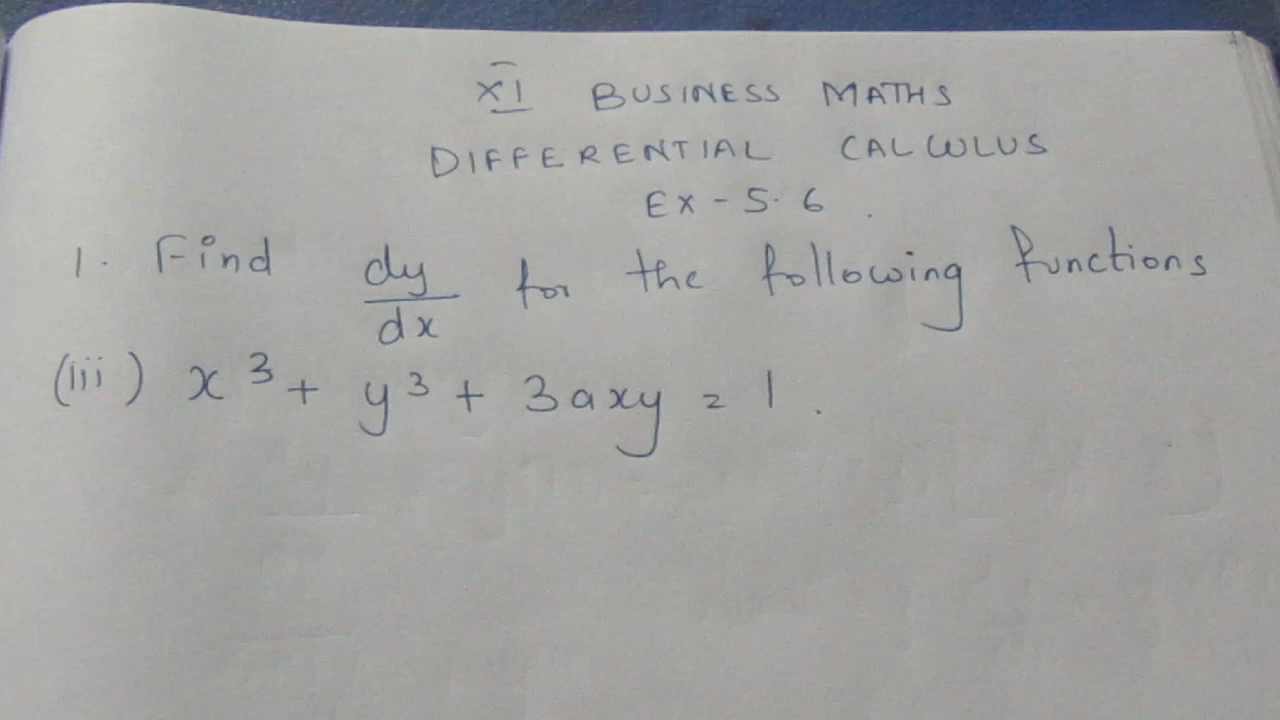 XI BUSINESS MATHS
DIFFERENTIAL CALCULUS
EX-5.6.
1. Find dy/dx for the following functions
(iii) x³ + y³ + 3axy = 1.